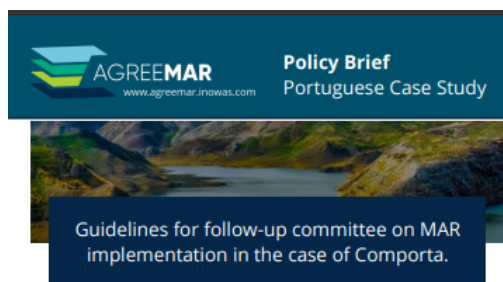 AGREEMAR
www.agreemar.inowas.com
Policy Brief
Portuguese Case Study
Guidelines for follow-up committee on MAR
implementation in the case of Comporta.